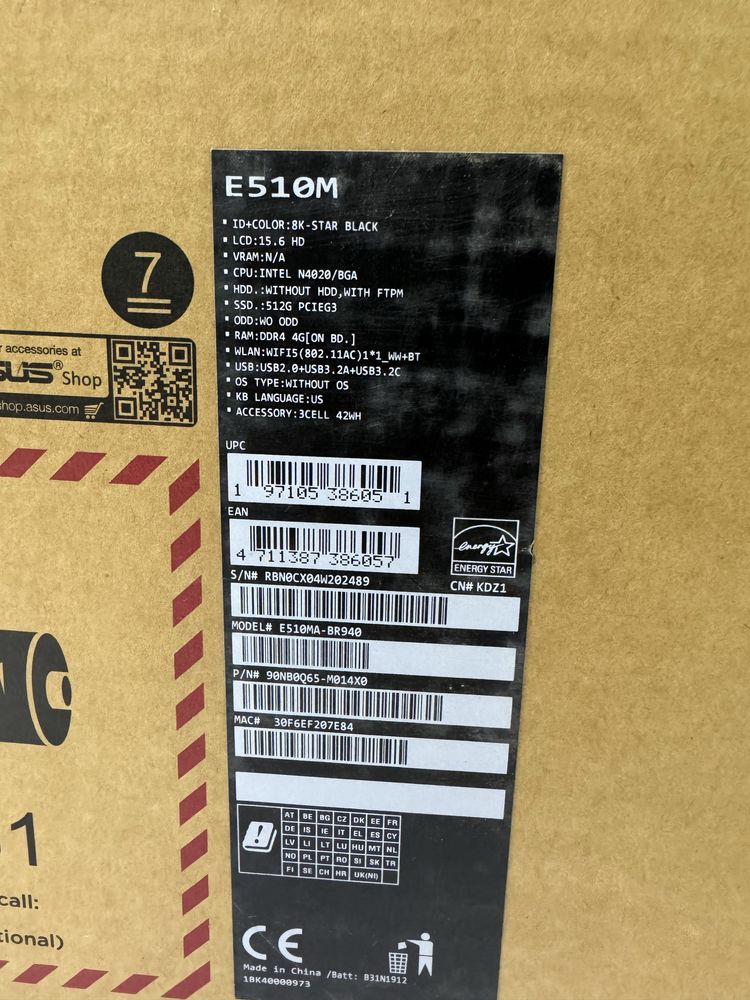 E510M
▪ ID+COLOR:8K-STAR BLACK
▪ LCD:15.6 HD
▪ VRAM:N/A
▪ CPU:INTEL N4020/BGA
▪ HDD.:WITHOUT HDD,WITH FTPM
▪ SSD.:512G PCIEG3
▪ ODD:WO ODD
▪ RAM:DDR4 4G[ON BD.]
▪ WLAN:WIFI5(802.11AC)1*1_WW+BT
▪ USB:USB2.0+USB3.2A+USB3.2C
▪ OS TYPE:WITHOUT OS
▪ KB LANGUAGE:US
▪ ACCESSORY:3CELL 42WH
7
accessories at
Shop
shop.asus.com
UPC
1 97105 38605 1
EAN
4 711387 386057
S/N# RBN0CX04W202489
energy
ENERGY STAR
CN# KDZ1
MODEL# E510MA-BR940
P/N# 90NB0Q65-M014X0
MAC# 30F6EF207E84
AT BE BG CZ DK EE FR
DE IS IE IT EL ES CY
LV LI LT LU HU MT NL
NO PL PT RO SI SK TR
FI SE CH HR UK(NI)
CE
Made in China /Batt: B31N1912
1BK40000973
1
call: